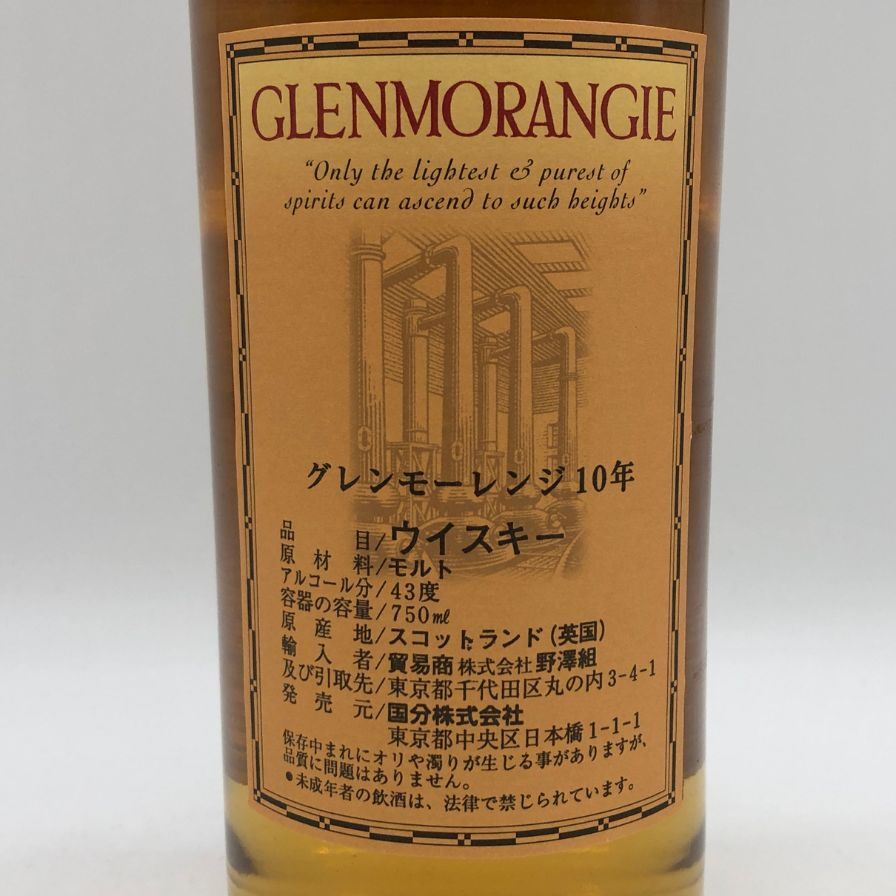 GLENMORANGIE
“Only the lightest & purest of
spirits can ascend to such heights”
グレンモーレンジ10年
品目/ウイスキー
原材料/モルト
アルコール分/43度
容器の容量/750ml
原産地/スコットランド(英国)
輸入者/貿易商 株式会社 野澤組
及び引取先/東京都千代田区丸の内3-4-1
発売元/国分株式会社
東京都中央区日本橋1-1-1
保存中まれにオリや濁りが生じる事がありますが、
品質に問題はありません。
●未成年者の飲酒は、法律で禁じられています。